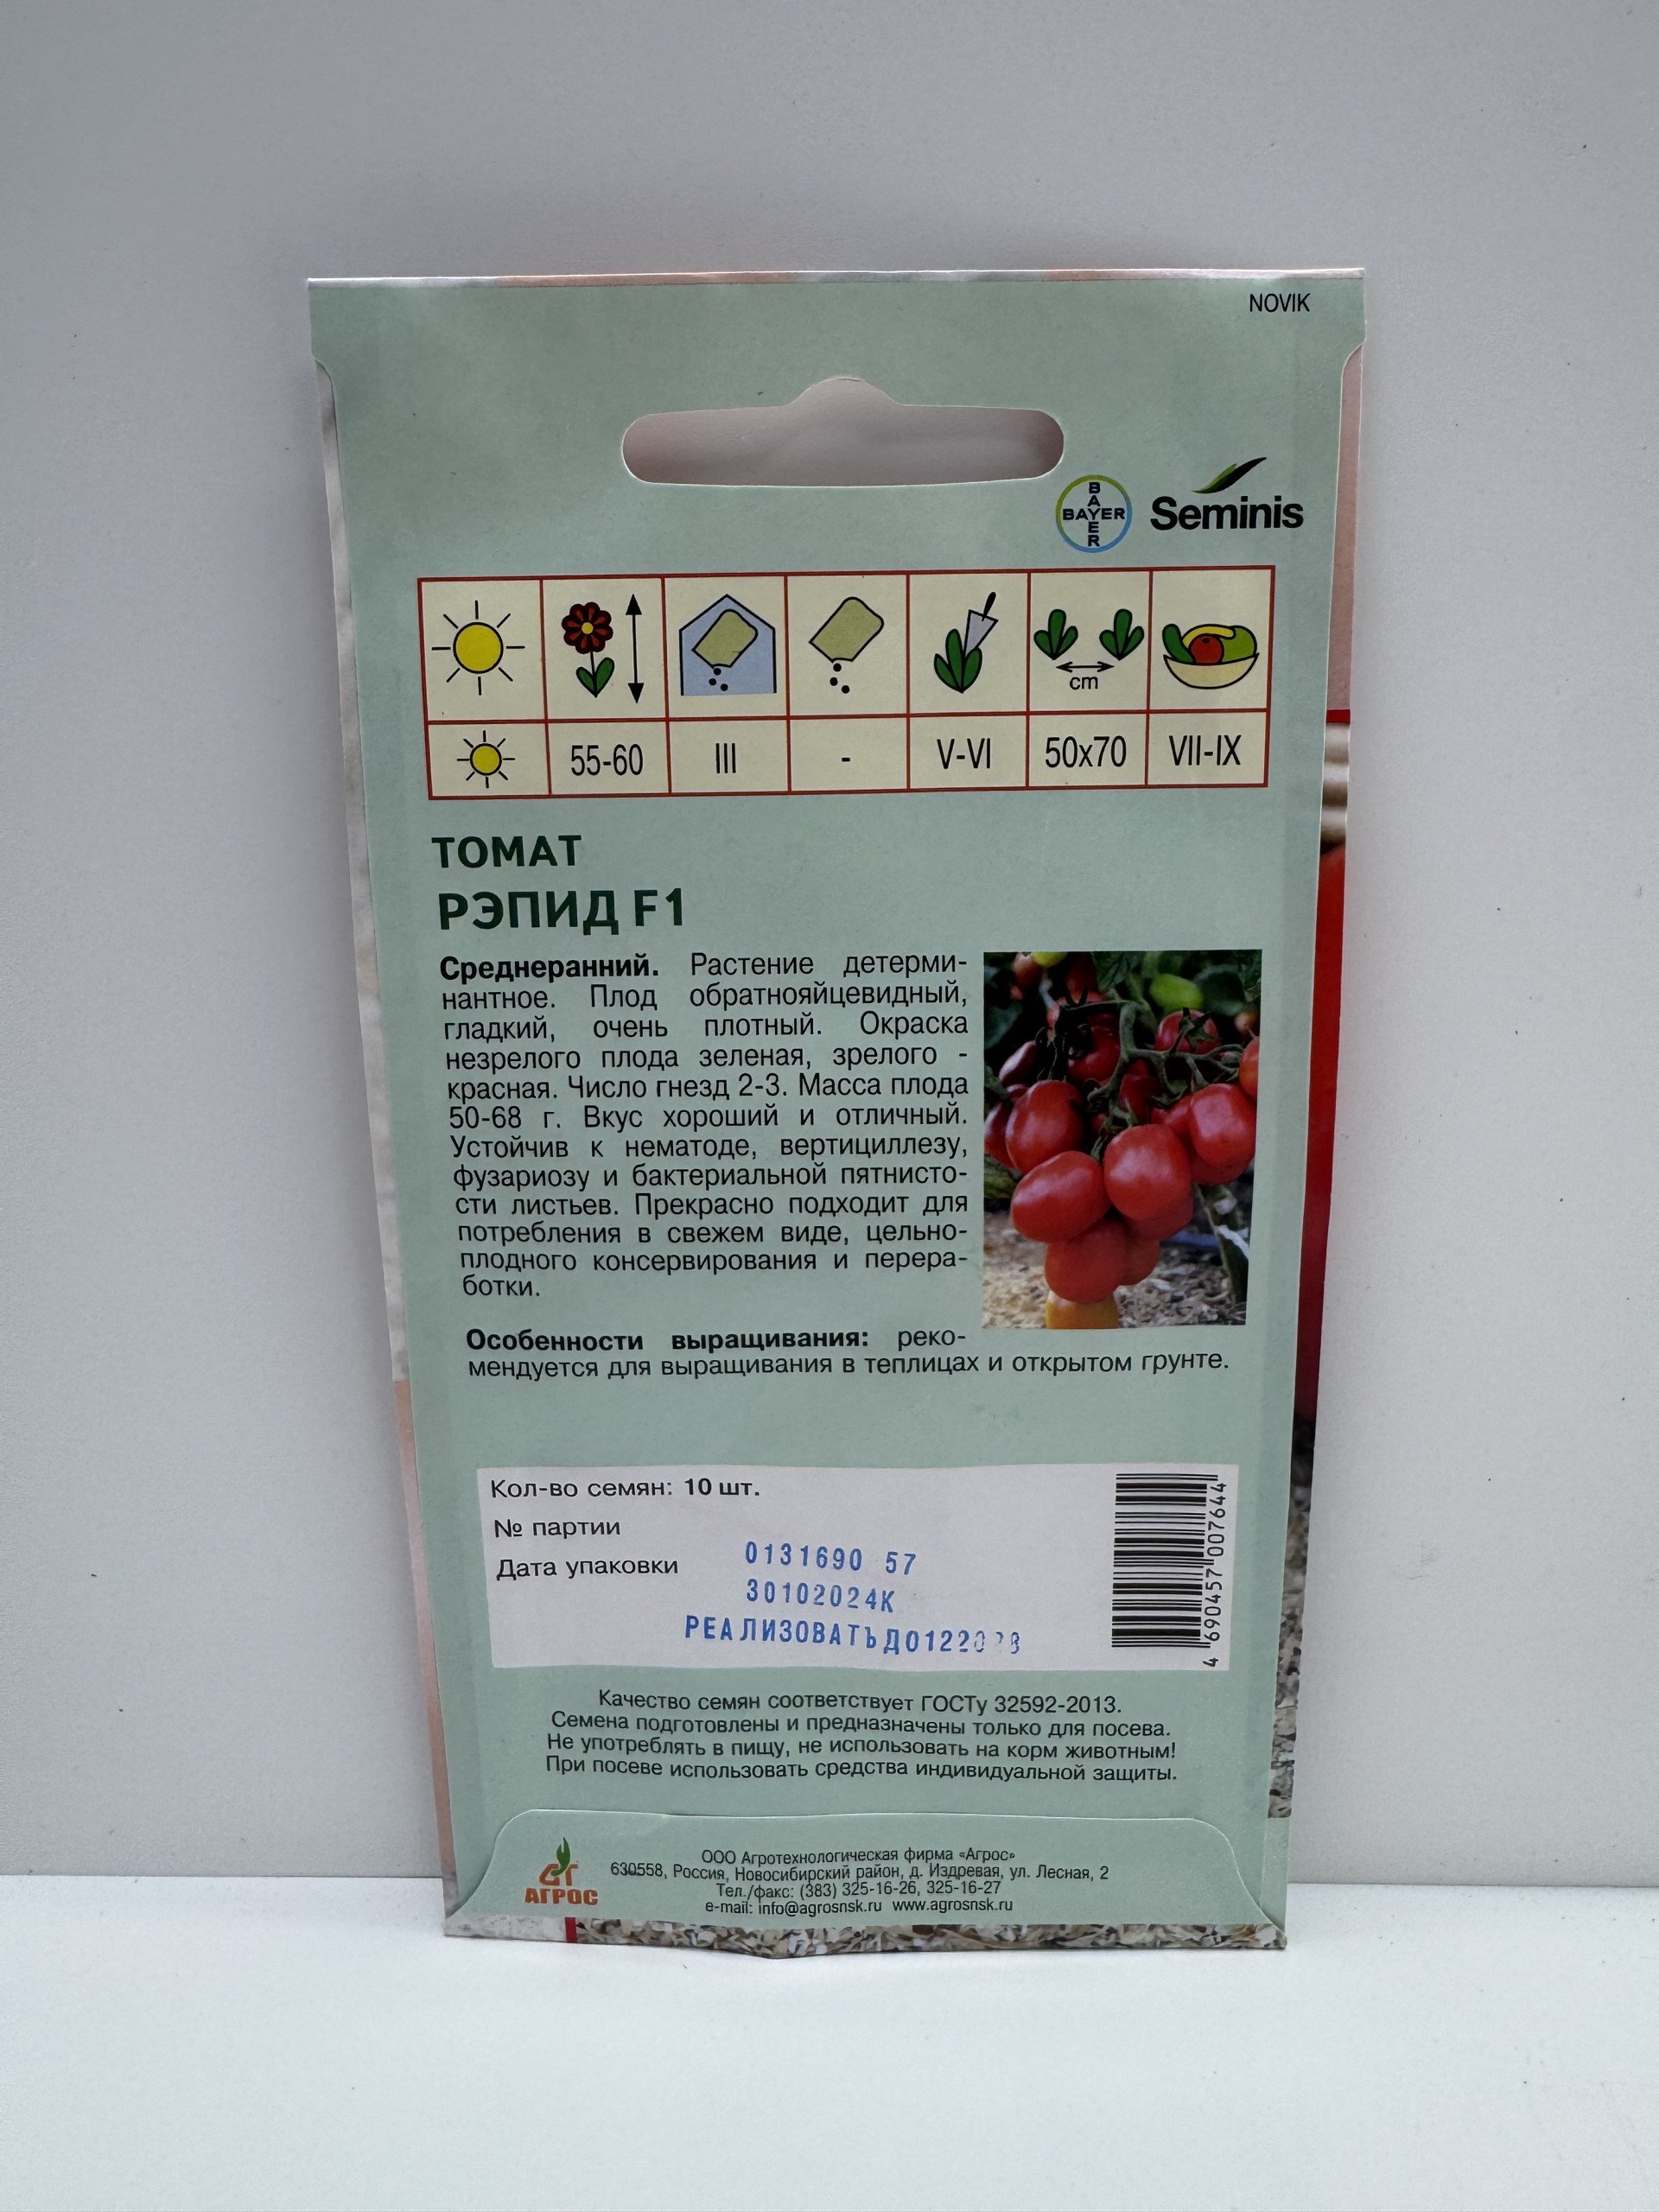 NOVIK
BAYER
BAYER
Seminis
cm
55-60 III - V-VI 50x70 VII-IX
ТОМАТ
РЭПИД F1
Среднеранний. Растение детерми-
нантное. Плод обратнояйцевидный,
гладкий, очень плотный. Окраска
незрелого плода зеленая, зрелого -
красная. Число гнезд 2-3. Масса плода
50-68 г. Вкус хороший и отличный.
Устойчив к нематоде, вертициллезу,
фузариозу и бактериальной пятнисто-
сти листьев. Прекрасно подходит для
потребления в свежем виде, цельно-
плодного консервирования и перера-
ботки.
Особенности выращивания: реко-
мендуется для выращивания в теплицах и открытом грунте.
Кол-во семян: 10 шт.
№ партии
Дата упаковки
0131690 57
30102024К
РЕАЛИЗОВАТЬДО
4 690457 007644
Качество семян соответствует ГОСТу 32592-2013.
Семена подготовлены и предназначены только для посева.
Не употреблять в пищу, не использовать на корм животным!
При посеве использовать средства индивидуальной защиты.
АГРОС
ООО Агротехнологическая фирма «Агрос»
630558, Россия, Новосибирский район, д. Издревая, ул. Лесная, 2
Тел./факс: (383) 325-16-26, 325-16-27
e-mail: info@agrosnsk.ru www.agrosnsk.ru